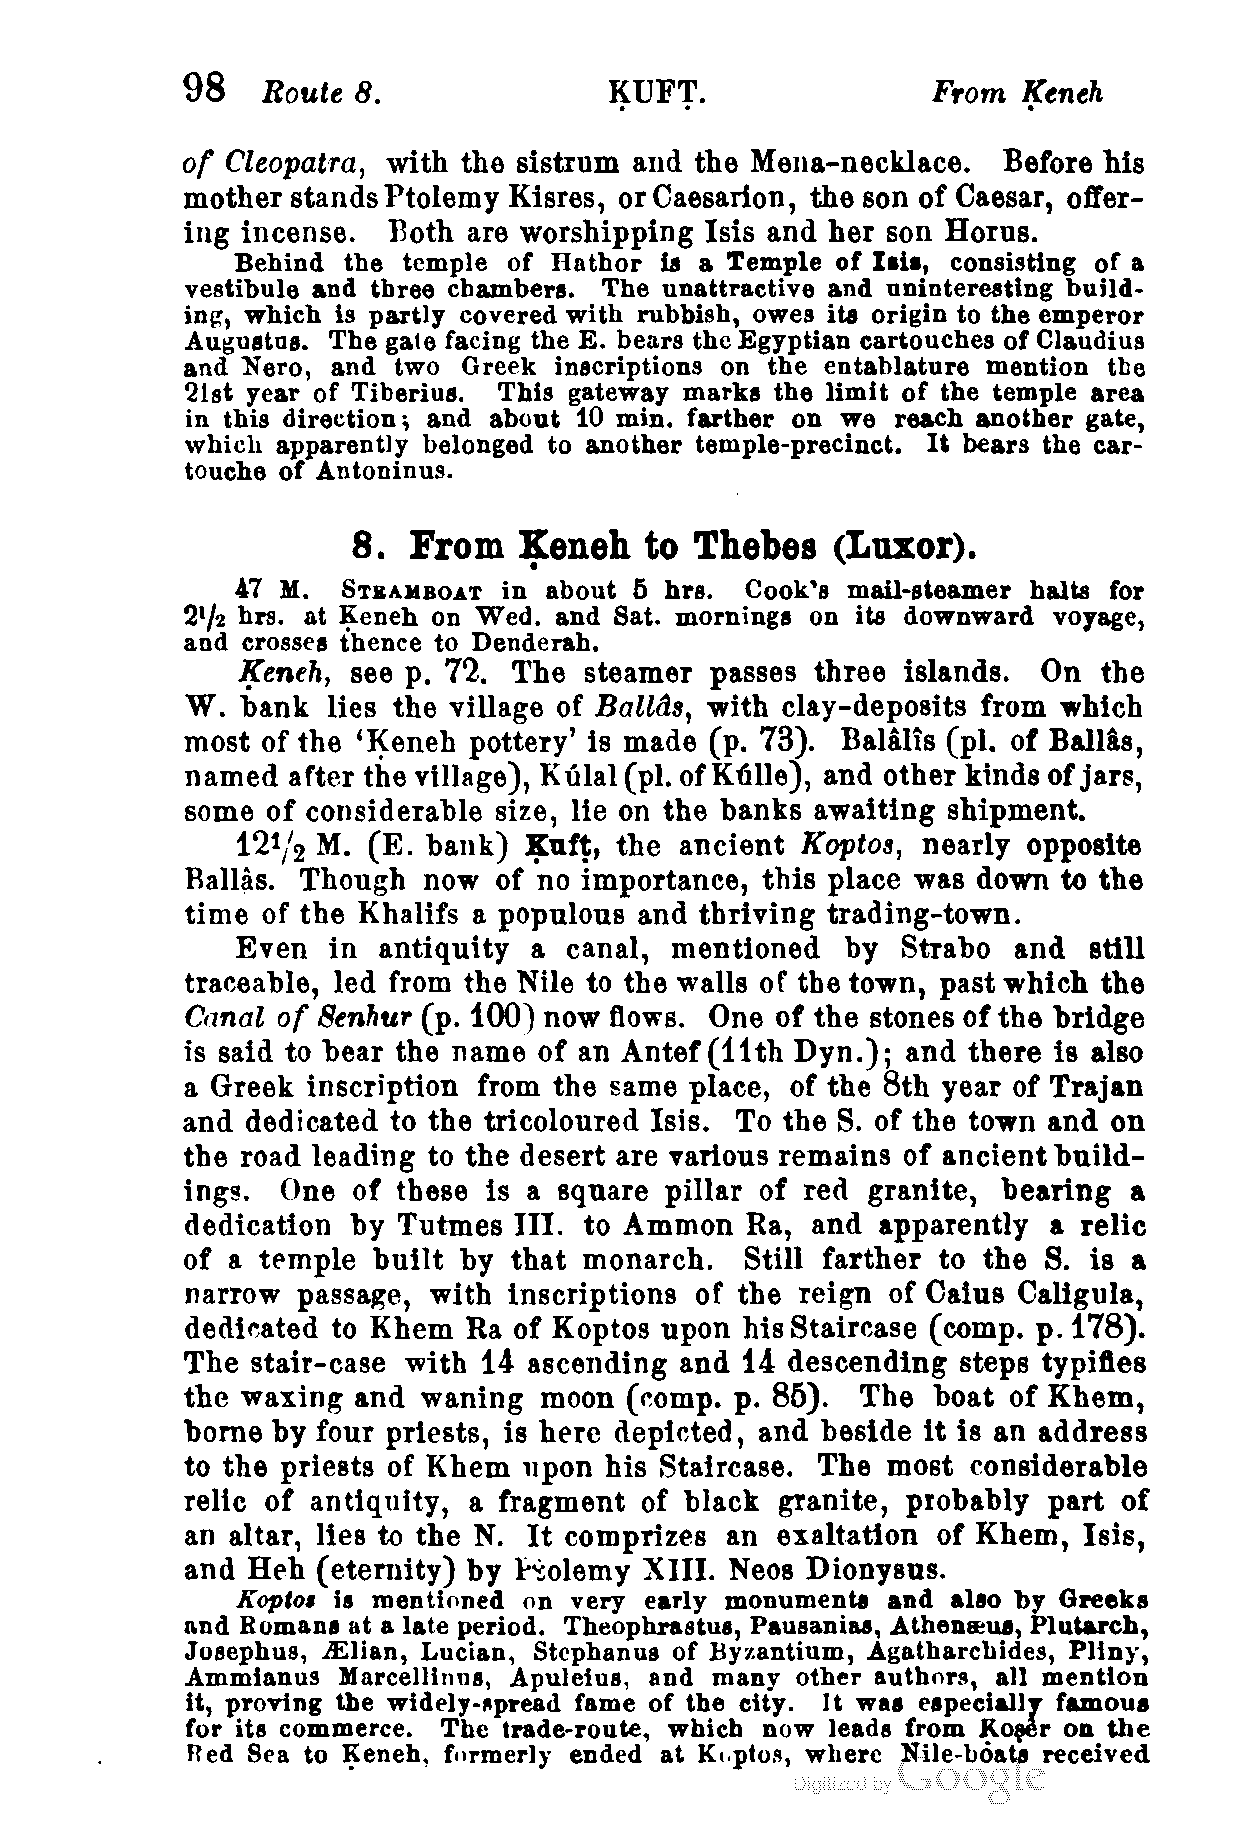 98 Route 8. ḲUFṬ. From Ḳeneh
of Cleopatra, with the sistrum and the Mena-necklace. Before his
mother stands Ptolemy Kisres, or Caesarion, the son of Caesar, offer-
ing incense. Both are worshipping Isis and her son Horus.
Behind the temple of Hathor is a Temple of Isis, consisting of a
vestibule and three chambers. The unattractive and uninteresting build-
ing, which is partly covered with rubbish, owes its origin to the emperor
Augustus. The gate facing the E. bears the Egyptian cartouches of Claudius
and Nero, and two Greek inscriptions on the entablature mention the
21st year of Tiberius. This gateway marks the limit of the temple area
in this direction; and about 10 min. farther on we reach another gate,
which apparently belonged to another temple-precinct. It bears the car-
touche of Antoninus.
8. From Ḳeneh to Thebes (Luxor).
47 M. STEAMBOAT in about 5 hrs. Cook's mail-steamer halts for
2½ hrs. at Ḳeneh on Wed. and Sat. mornings on its downward voyage,
and crosses thence to Denderah.
Ḳeneh, see p. 72. The steamer passes three islands. On the
W. bank lies the village of Ballâs, with clay-deposits from which
most of the 'Ḳeneh pottery' is made (p. 73). Balâlîs (pl. of Ballâs,
named after the village), Ḳúlal (pl. of Ḳúlle), and other kinds of jars,
some of considerable size, lie on the banks awaiting shipment.
12½ M. (E. bank) Ḳufṭ, the ancient Koptos, nearly opposite
Ballâs. Though now of no importance, this place was down to the
time of the Khalifs a populous and thriving trading-town.
Even in antiquity a canal, mentioned by Strabo and still
traceable, led from the Nile to the walls of the town, past which the
Canal of Senhur (p. 100) now flows. One of the stones of the bridge
is said to bear the name of an Antef (11th Dyn.); and there is also
a Greek inscription from the same place, of the 8th year of Trajan
and dedicated to the tricoloured Isis. To the S. of the town and on
the road leading to the desert are various remains of ancient build-
ings. One of these is a square pillar of red granite, bearing a
dedication by Tutmes III. to Ammon Ra, and apparently a relic
of a temple built by that monarch. Still farther to the S. is a
narrow passage, with inscriptions of the reign of Caius Caligula,
dedicated to Khem Ra of Koptos upon his Staircase (comp. p. 178).
The stair-case with 14 ascending and 14 descending steps typifies
the waxing and waning moon (comp. p. 85). The boat of Khem,
borne by four priests, is here depicted, and beside it is an address
to the priests of Khem upon his Staircase. The most considerable
relic of antiquity, a fragment of black granite, probably part of
an altar, lies to the N. It comprizes an exaltation of Khem, Isis,
and Heh (eternity) by Ptolemy XIII. Neos Dionysus.
Koptos is mentioned on very early monuments and also by Greeks
and Romans at a late period. Theophrastus, Pausanias, Athenæus, Plutarch,
Josephus, Ælian, Lucian, Stephanus of Byzantium, Agatharchides, Pliny,
Ammianus Marcellinus, Apuleius, and many other authors, all mention
it, proving the widely-spread fame of the city. It was especially famous
for its commerce. The trade-route, which now leads from Ḳoṣêr on the
Red Sea to Ḳeneh, formerly ended at Koptos, where Nile-boats received
Digitized by Google